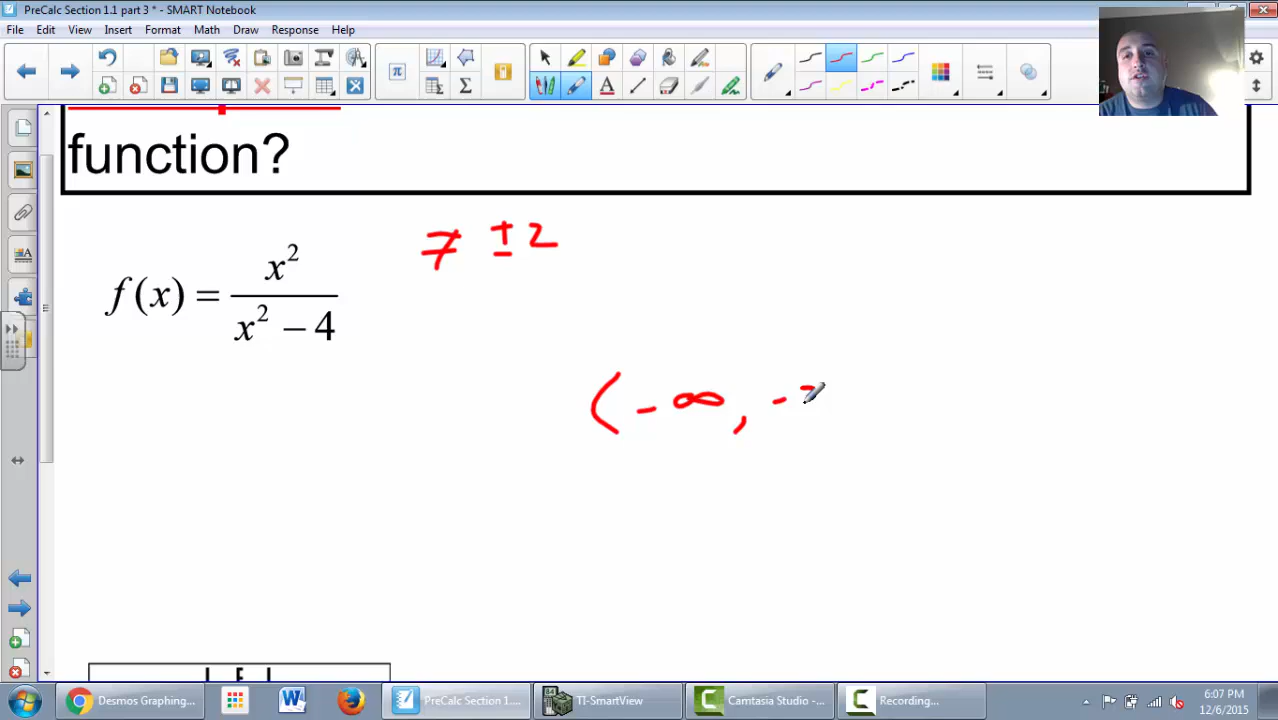 PreCalc Section 1.1 part 3 * - SMART Notebook
File Edit View Insert Format Math Draw Response Help
function?
f(x) = x² / (x² − 4)
≠ ± 2
(-∞, -
Desmos Graphing...
PreCalc Section 1....
84
TI-SmartView
Camtasia Studio -...
Recording...
6:07 PM
12/6/2015